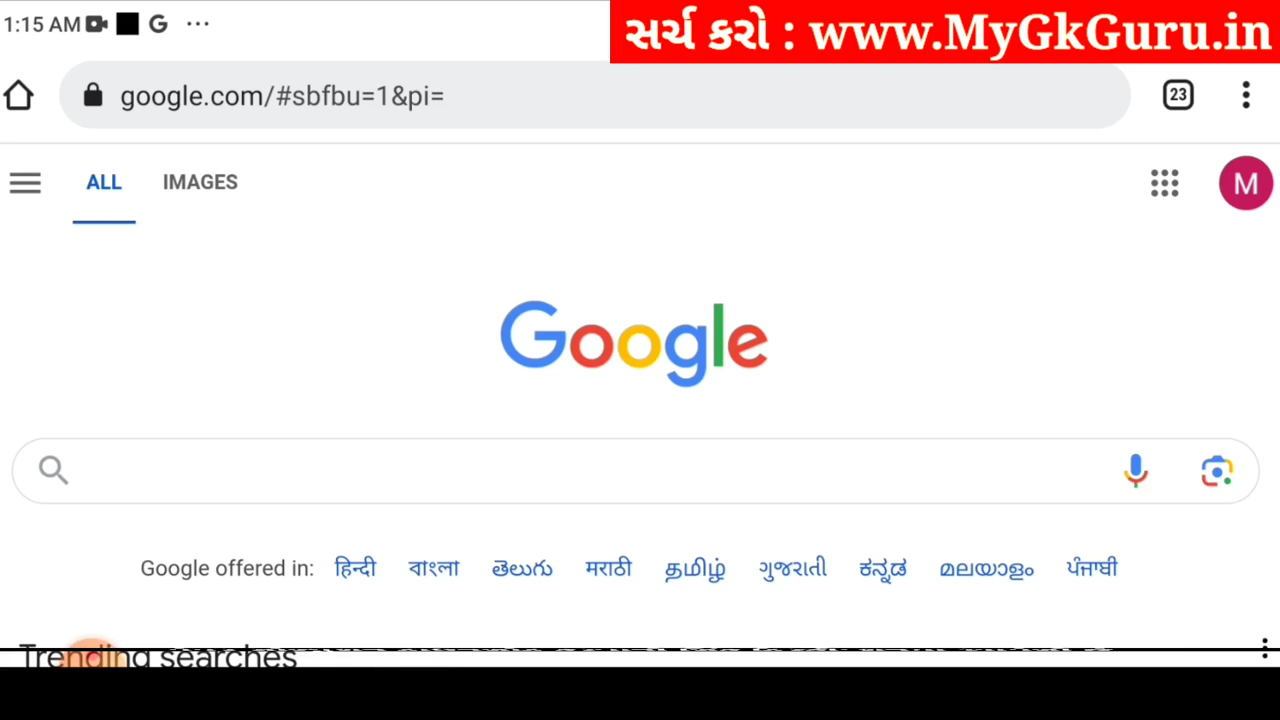 1:15 AM G ...
સર્ચ કરો : www.MyGkGuru.in
google.com/#sbfbu=1&pi=
23
ALL IMAGES
M
Google
Google offered in: हिन्दी বাংলা తెలుగు मराठी தமிழ் ગુજરાતી ಕನ್ನಡ മലയാളം ਪੰਜਾਬੀ
Trending searches